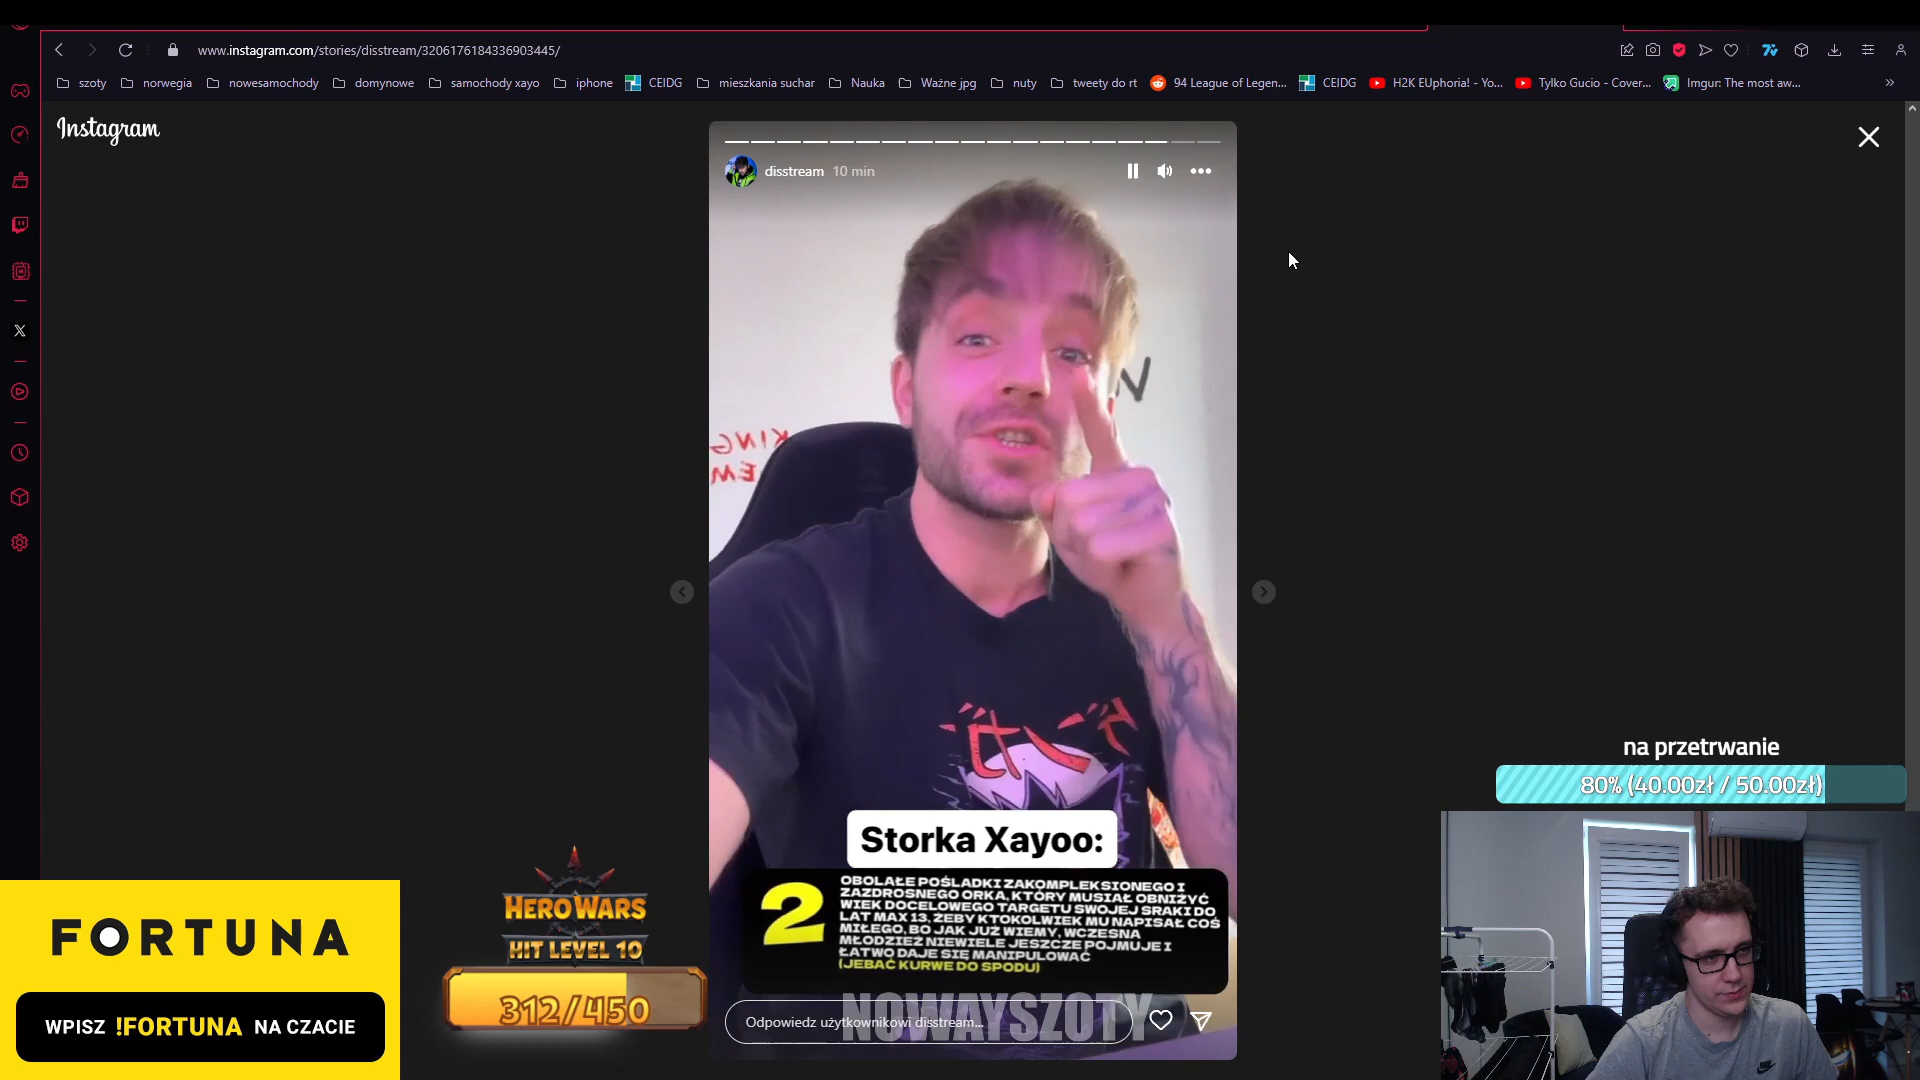 www.instagram.com/stories/disstream/3206176184336903445/
szoty norwegia nowesamochody domynowe samochody xayo iphone CEIDG mieszkania suchar Nauka Ważne jpg nuty tweety do rt 94 League of Legen... CEIDG H2K EUphoria! - Yo... Tylko Gucio - Cover... Imgur: The most aw...
Instagram
disstream 10 min
KING
EM
Storka Xayoo:
2
OBOLAŁE POŚLADKI ZAKOMPLEKSIONEGO I
ZAZDROSNEGO ORKA, KTÓRY MUSIAŁ OBNIŻYĆ
WIEK DOCELOWEGO TARGETU SWOJEJ SRAKI DO
LAT MAX 13, ŻEBY KTOKOLWIEK MU NAPISAŁ COŚ
MIŁEGO, BO JAK JUŻ WIEMY, WCZESNA
MŁODZIEŻ NIEWIELE JESZCZE POJMUJE I
ŁATWO DAJE SIĘ MANIPULOWAĆ
(JEBAĆ KURWE DO SPODU)
Odpowiedz użytkownikowi disstream...
NOWAYSZOTY
na przetrwanie
80% (40.00zł / 50.00zł)
HERO WARS
HIT LEVEL 10
312/450
FORTUNA
WPISZ !FORTUNA NA CZACIE